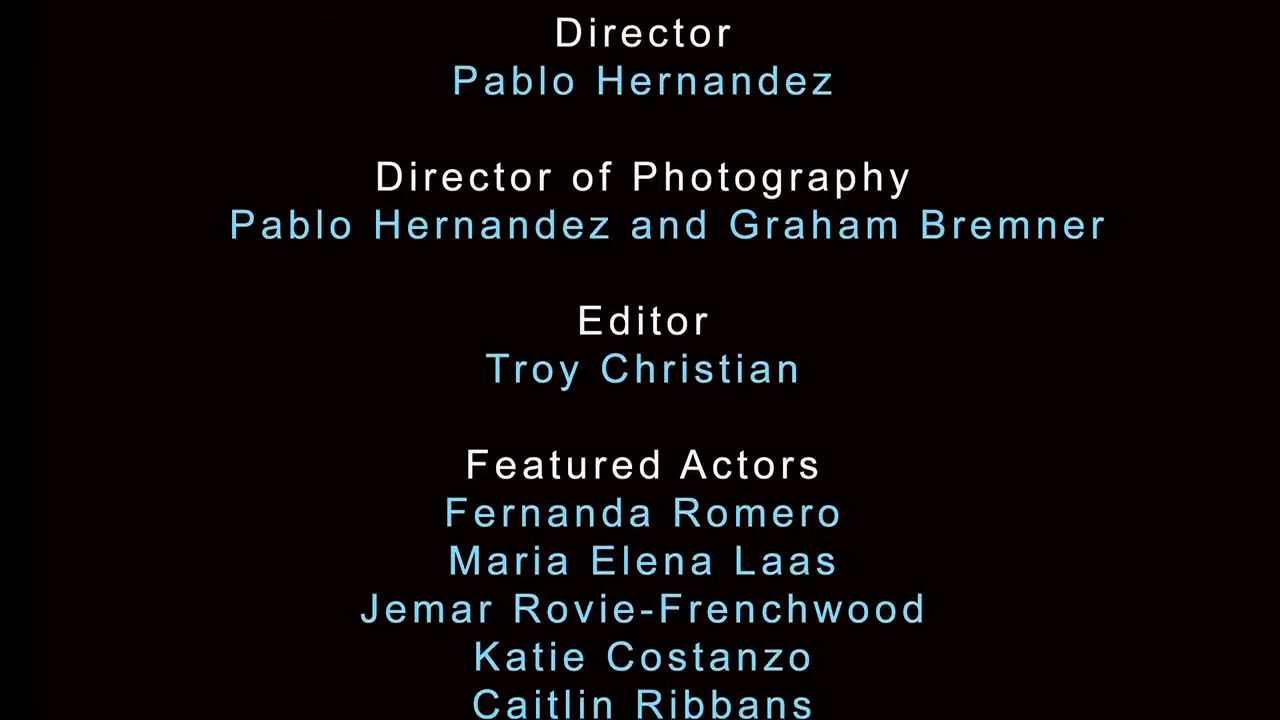 Director
Pablo Hernandez
Director of Photography
Pablo Hernandez and Graham Bremner
Editor
Troy Christian
Featured Actors
Fernanda Romero
Maria Elena Laas
Jemar Rovie-Frenchwood
Katie Costanzo
Caitlin Ribbans